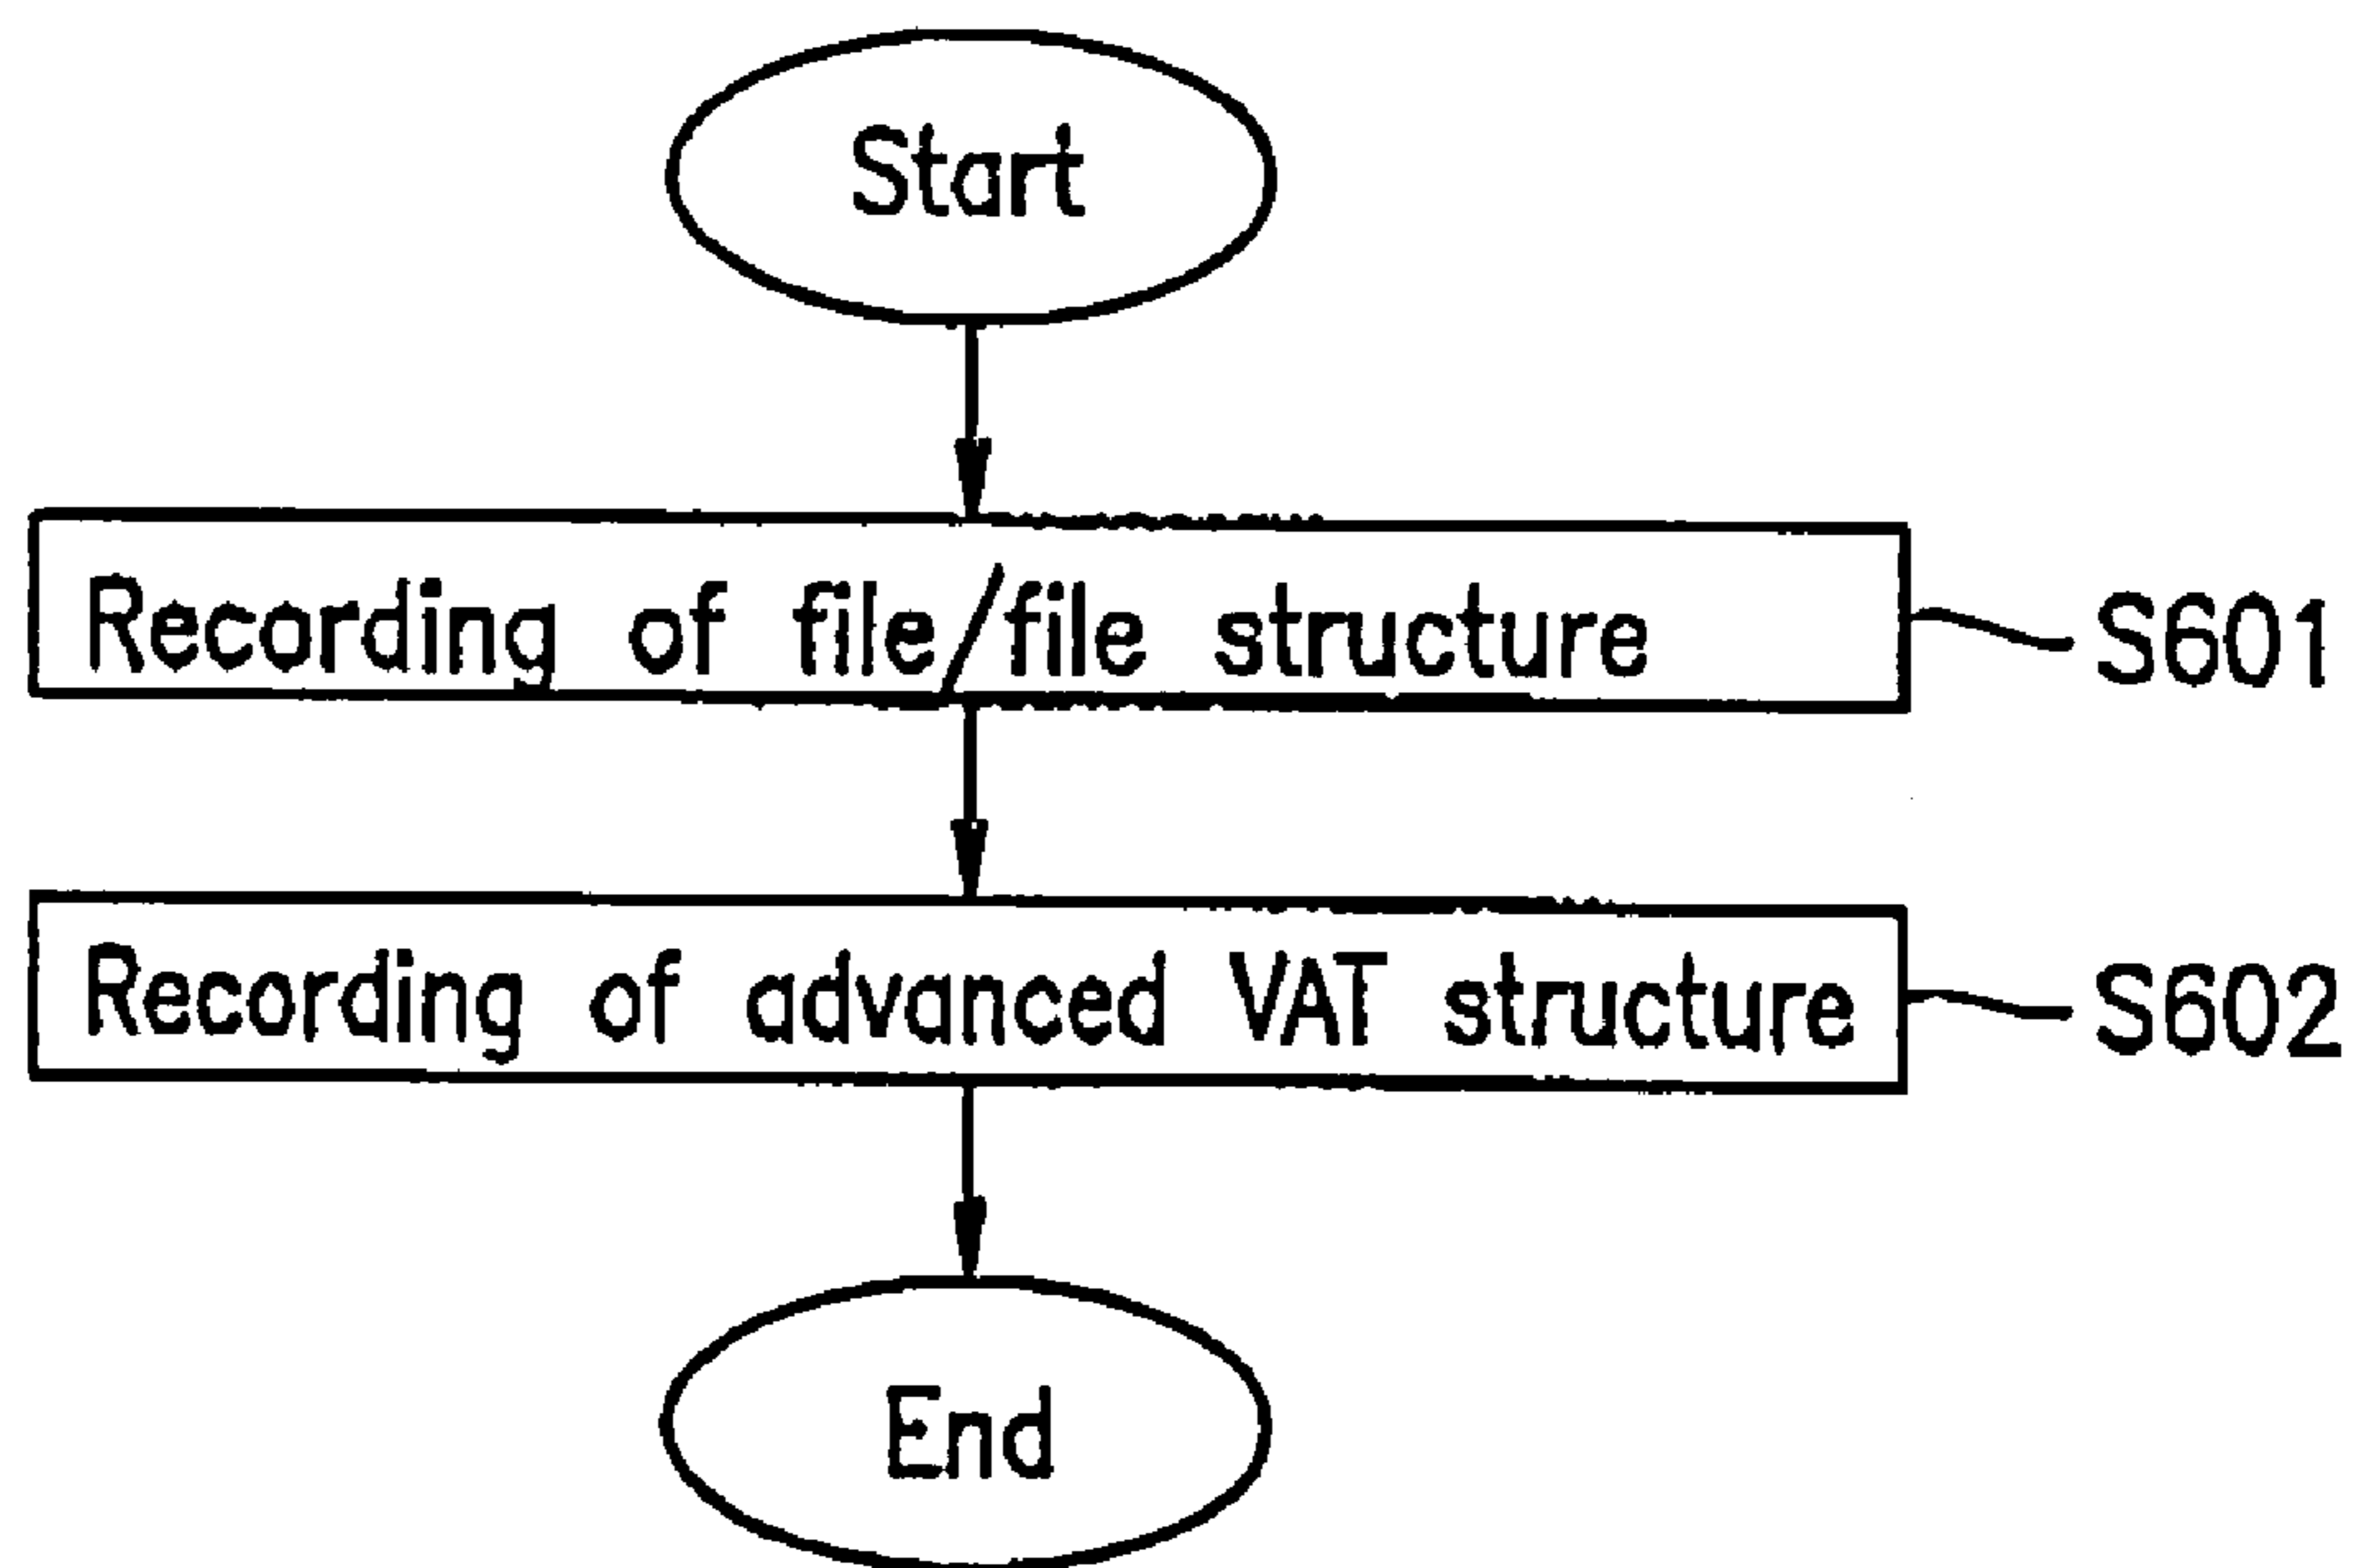 Start
Recording of file/file structure
S601
Recording of advanced VAT structure
S602
End